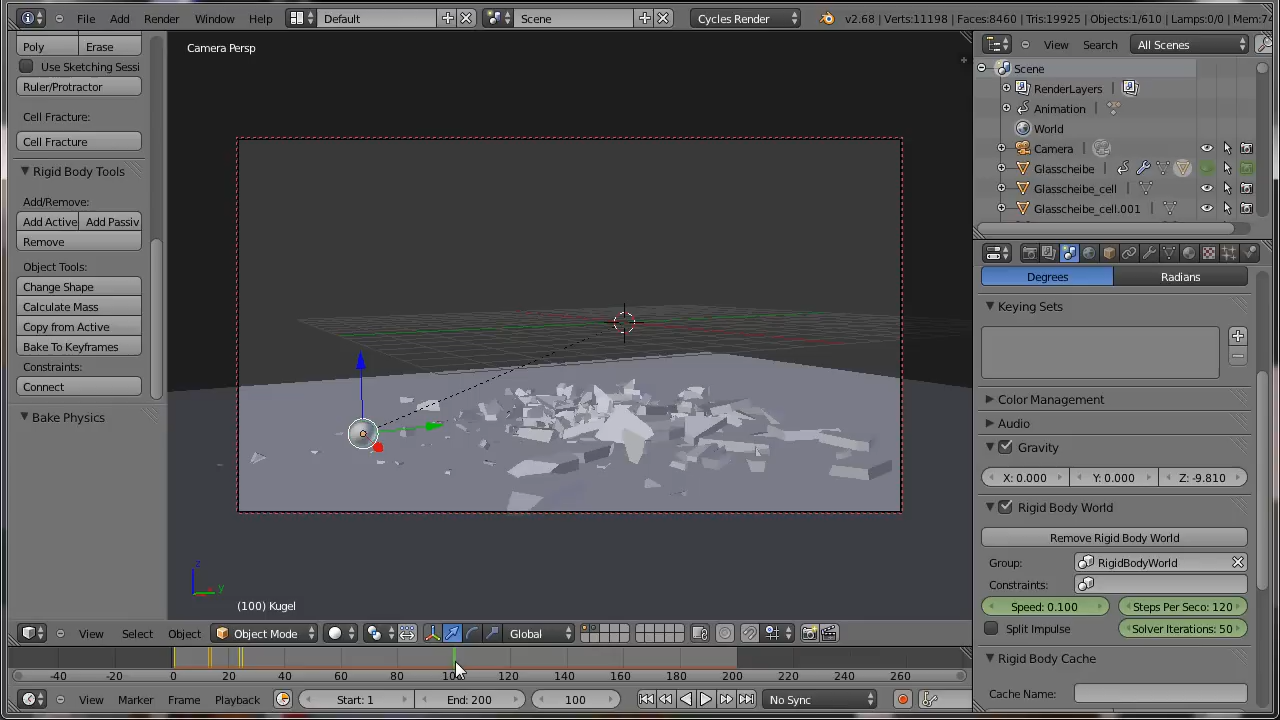 File Add Render Window Help Default Scene Cycles Render v2.68 | Verts:11198 | Faces:8460 | Tris:19925 | Objects:1/610 | Lamps:0/0 | Mem:74
Poly Erase
Use Sketching Sessi
Ruler/Protractor
Cell Fracture:
Cell Fracture
Rigid Body Tools
Add/Remove:
Add Active Add Passiv
Remove
Object Tools:
Change Shape
Calculate Mass
Copy from Active
Bake To Keyframes
Constraints:
Connect
Bake Physics
Camera Persp
z
y
(100) Kugel
View Search All Scenes
Scene
RenderLayers
Animation
World
Camera
Glasscheibe
Glasscheibe_cell
Glasscheibe_cell.001
Degrees Radians
Keying Sets
Color Management
Audio
Gravity
X: 0.000 Y: 0.000 Z: -9.810
Rigid Body World
Remove Rigid Body World
Group: RigidBodyWorld
Constraints:
Speed: 0.100 Steps Per Seco: 120
Split Impulse Solver Iterations: 50
Rigid Body Cache
Cache Name:
View Select Object Object Mode Global
-40 -20 0 20 40 60 80 100 120 140 160 180 200 220 240 260
View Marker Frame Playback Start: 1 End: 200 100 No Sync